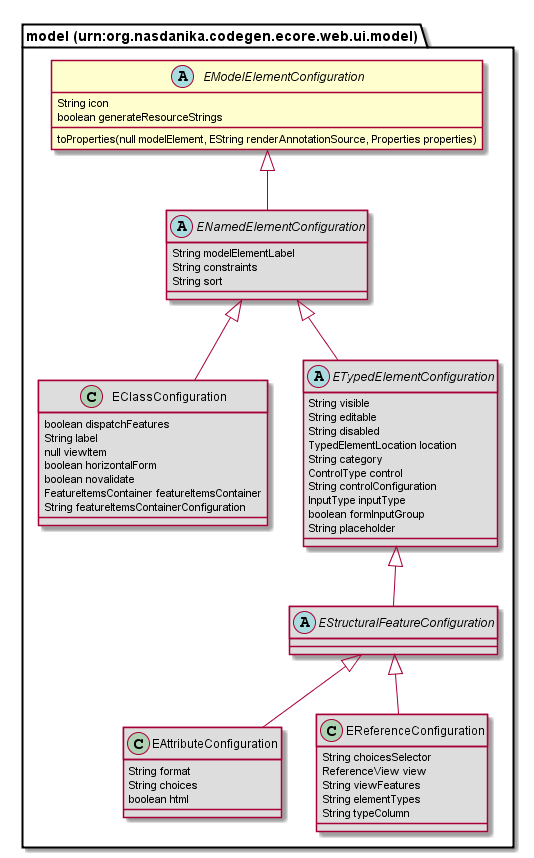 model (urn:org.nasdanika.codegen.ecore.web.ui.model)
A EModelElementConfiguration
String icon
boolean generateResourceStrings
toProperties(null modelElement, EString renderAnnotationSource, Properties properties)
A ENamedElementConfiguration
String modelElementLabel
String constraints
String sort
C EClassConfiguration
boolean dispatchFeatures
String label
null viewItem
boolean horizontalForm
boolean novalidate
FeatureItemsContainer featureItemsContainer
String featureItemsContainerConfiguration
A ETypedElementConfiguration
String visible
String editable
String disabled
TypedElementLocation location
String category
ControlType control
String controlConfiguration
InputType inputType
boolean formInputGroup
String placeholder
A EStructuralFeatureConfiguration
C EAttributeConfiguration
String format
String choices
boolean html
C EReferenceConfiguration
String choicesSelector
ReferenceView view
String viewFeatures
String elementTypes
String typeColumn